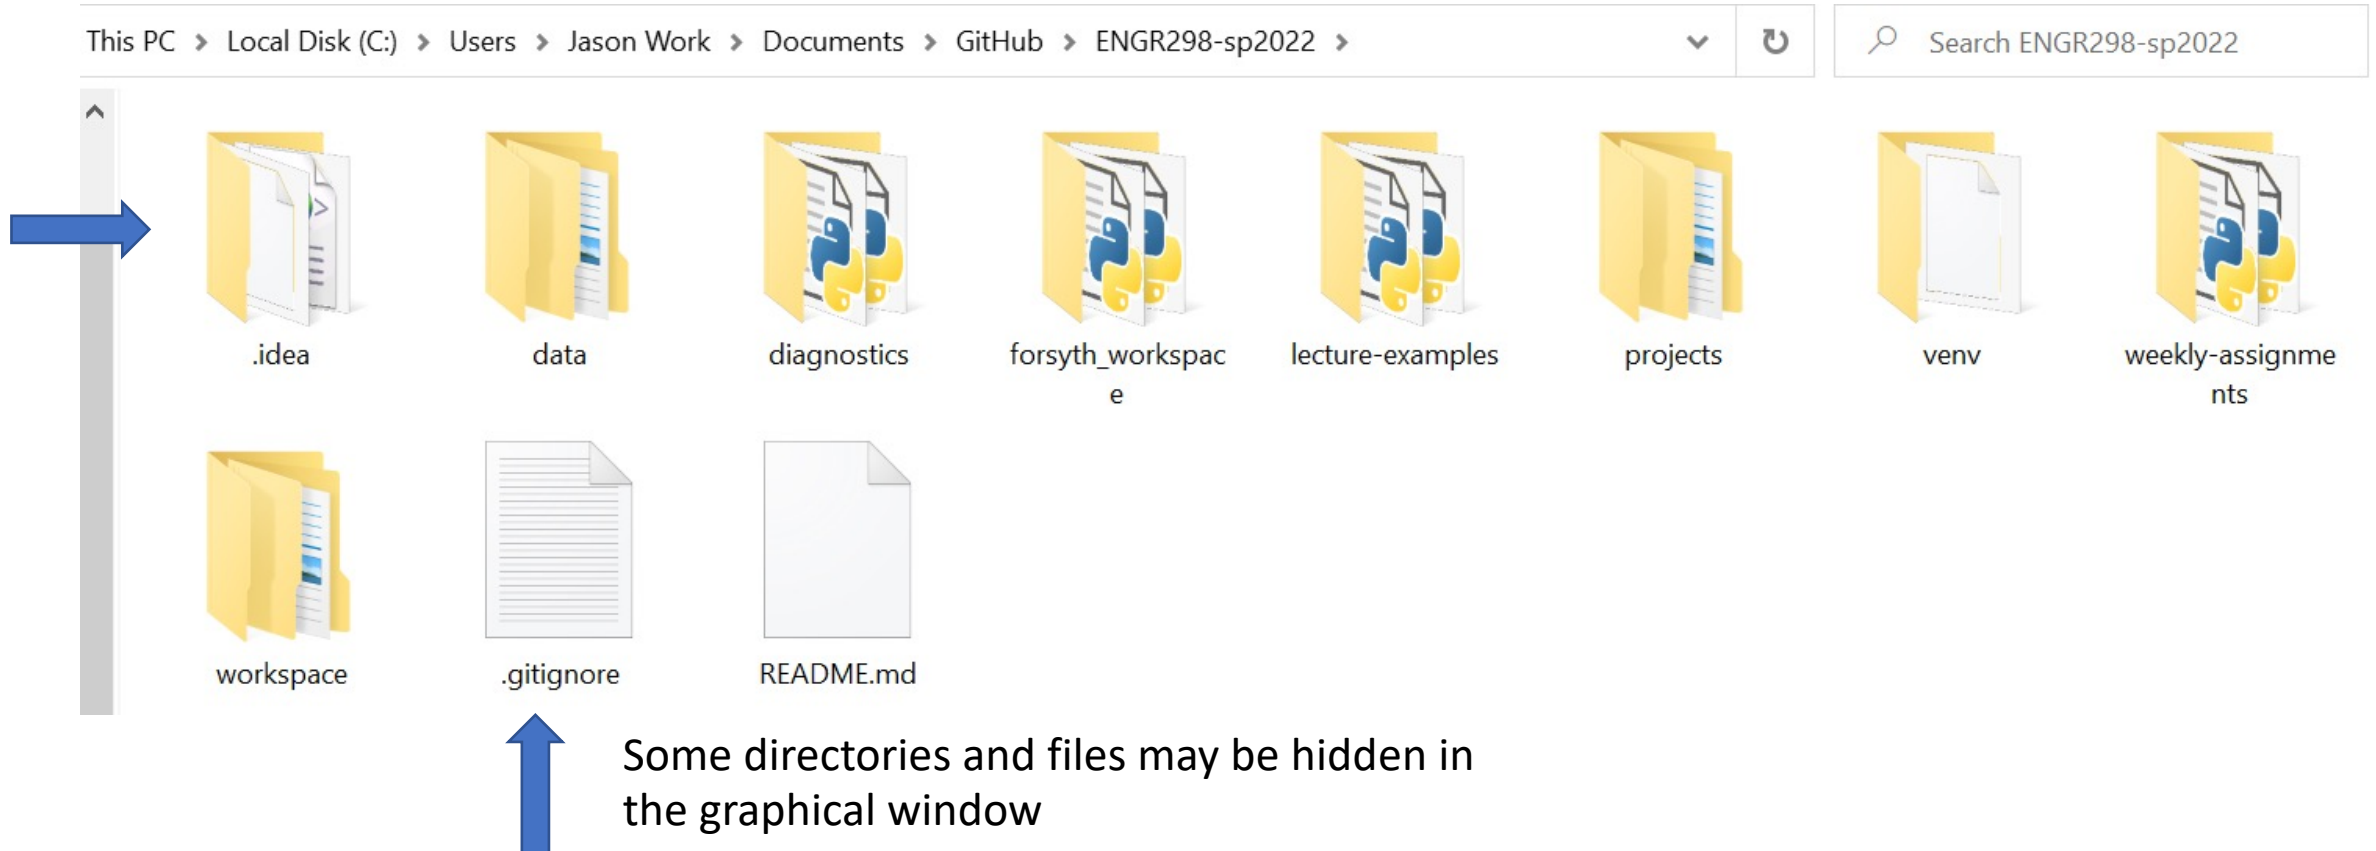 This PC > Local Disk (C:) > Users > Jason Work > Documents > GitHub > ENGR298-sp2022 >
Search ENGR298-sp2022
.idea
data
diagnostics
forsyth_workspac
e
lecture-examples
projects
venv
weekly-assignme
nts
workspace
.gitignore
README.md
Some directories and files may be hidden in
the graphical window